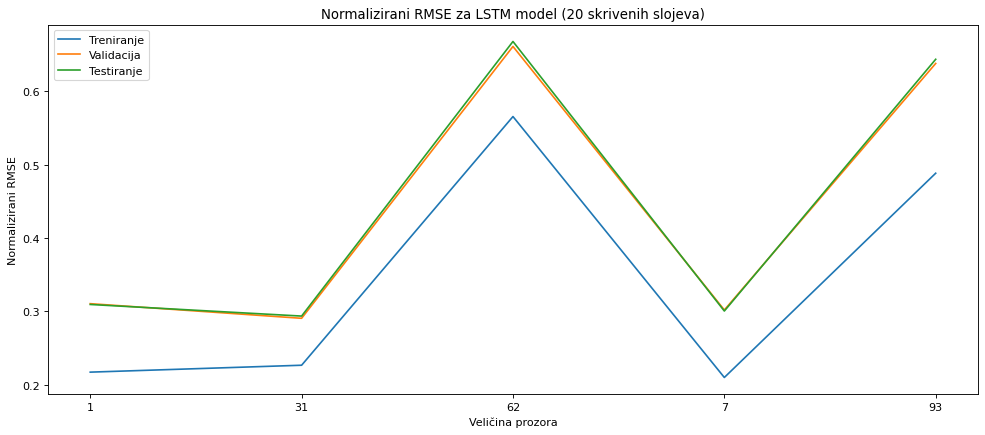 Normalizirani RMSE za LSTM model (20 skrivenih slojeva)
Treniranje
Validacija
Testiranje
Normalizirani RMSE
0.6
0.5
0.4
0.3
0.2
1 31 62 7 93
Veličina prozora